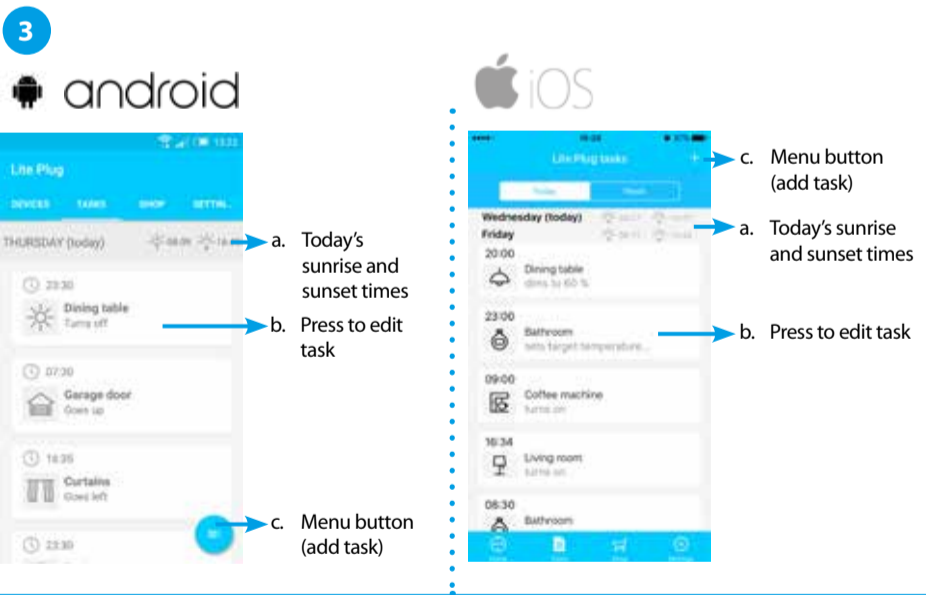 3
android
iOS
Lite Plug
DEVICES TASKS SHOP SETTIN..
THURSDAY (today)
23:30
Dining table
Turns off
07:30
Garage door
Goes up
Curtains
Goes left
23:30
a. Today's
sunrise and
sunset times
b. Press to edit
task
c. Menu button
(add task)
Lite Plug tasks
Today
Wednesday (today)
Friday
20:00
Dining table
dims to 60 %
23:00
Bathroom
sets target temperature...
09:00
Coffee machine
turns on
16:34
Living room
turns on
06:30
Bathroom
c. Menu button
(add task)
a. Today's sunrise
and sunset times
b. Press to edit task